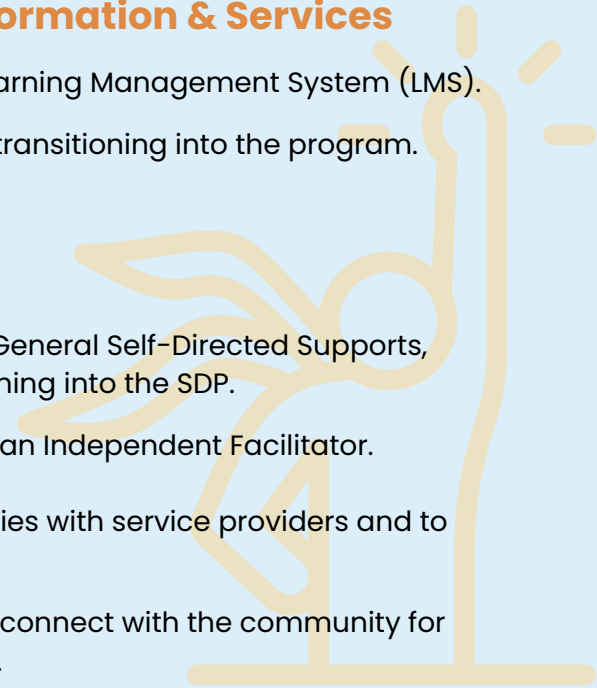 ormation & Services
arning Management System (LMS).
transitioning into the program.
General Self-Directed Supports,
ning into the SDP.
an Independent Facilitator.
ies with service providers and to
connect with the community for
.